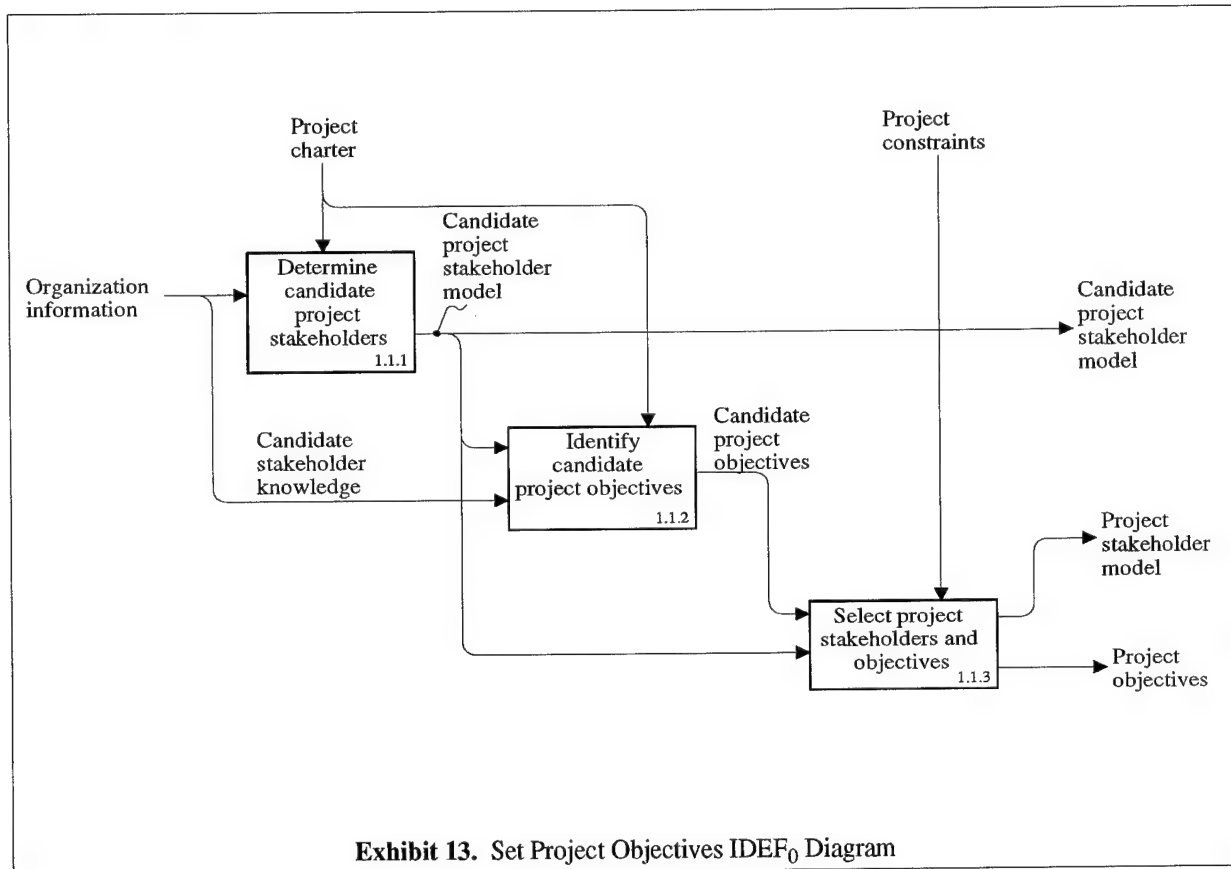 Project
charter
Project
constraints
Candidate
project
stakeholder
model
Organization
information
Determine
candidate
project
stakeholders
1.1.1
Candidate
project
stakeholder
model
Candidate
stakeholder
knowledge
Identify
candidate
project objectives
1.1.2
Candidate
project
objectives
Project
stakeholder
model
Select project
stakeholders and
objectives
1.1.3
Project
objectives
Exhibit 13. Set Project Objectives IDEF0 Diagram